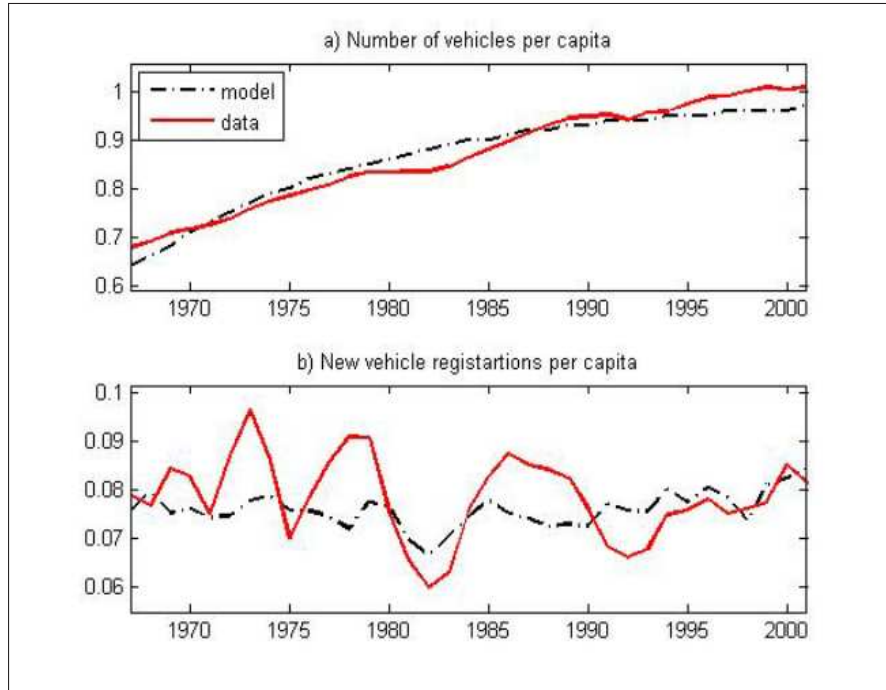 a) Number of vehicles per capita
model
data
1
0.9
0.8
0.7
0.6
1970 1975 1980 1985 1990 1995 2000
b) New vehicle registartions per capita
0.1
0.09
0.08
0.07
0.06
1970 1975 1980 1985 1990 1995 2000